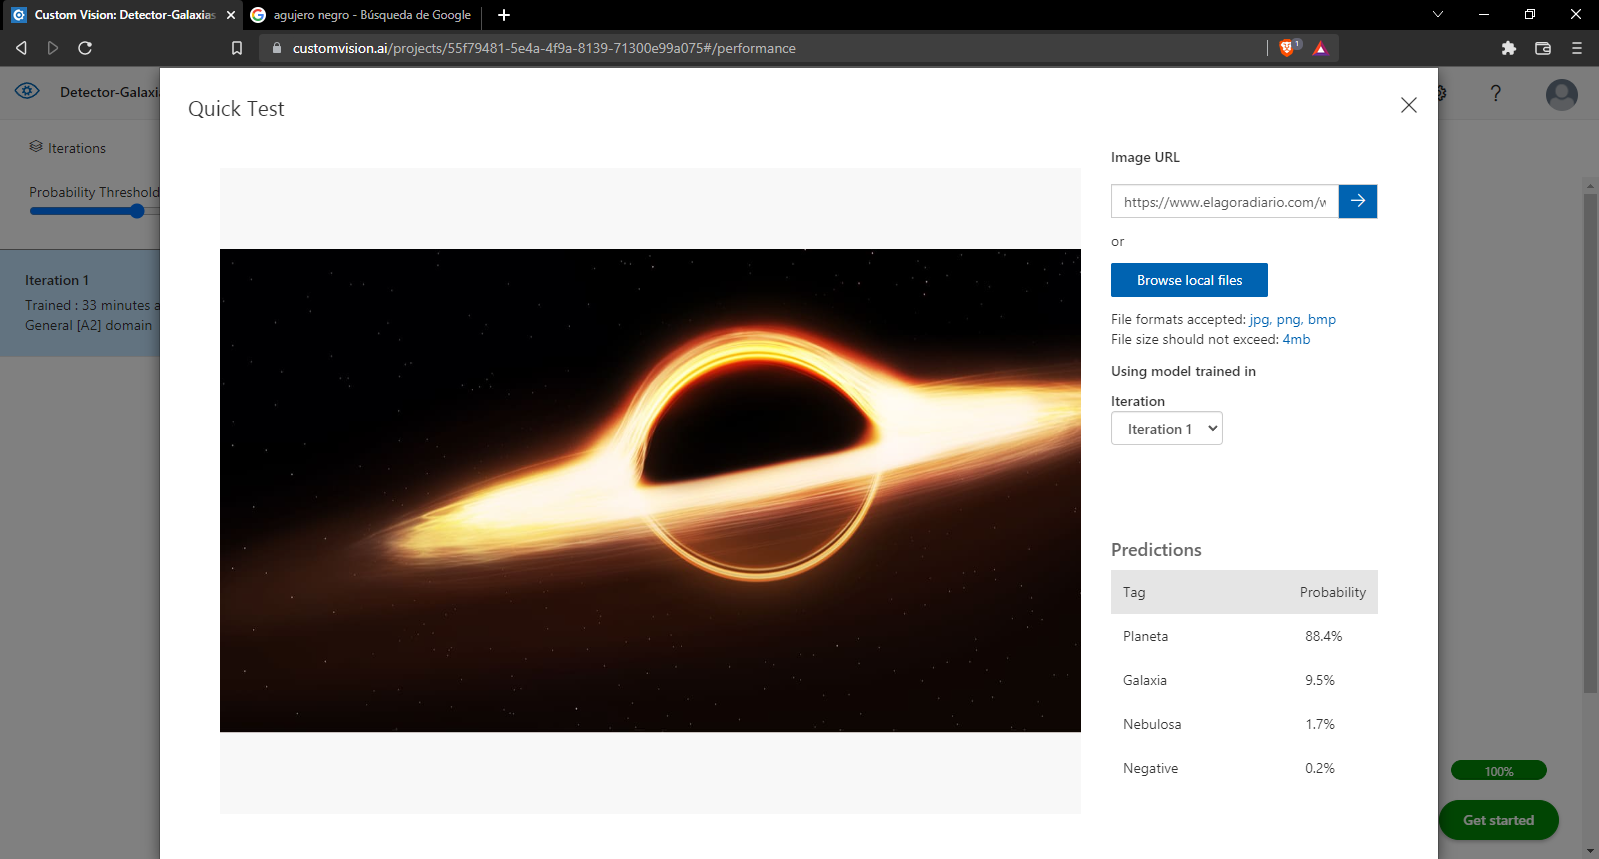 Custom Vision: Detector-Galaxias
agujero negro - Búsqueda de Google
customvision.ai/projects/55f79481-5e4a-4f9a-8139-71300e99a075#/performance
1
Detector-Galaxia
?
Quick Test
Iterations
Probability Threshold
Iteration 1
Trained : 33 minutes a
General [A2] domain
Image URL
https://www.elagoradiario.com/w
or
Browse local files
File formats accepted: jpg, png, bmp
File size should not exceed: 4mb
Using model trained in
Iteration
Iteration 1
Predictions
Tag Probability
Planeta 88.4%
Galaxia 9.5%
Nebulosa 1.7%
Negative 0.2%
100%
Get started